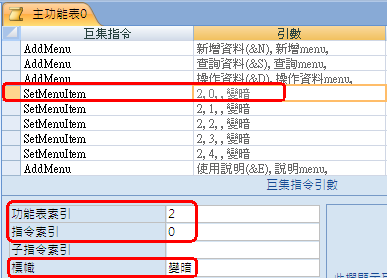 主功能表0
巨集指令 引數
AddMenu 新增資料(&N), 新增menu,
AddMenu 查詢資料(&S), 查詢menu,
AddMenu 操作資料(&D), 操作資料menu,
SetMenuItem 2, 0, , 變暗
SetMenuItem 2, 1, , 變暗
SetMenuItem 2, 2, , 變暗
SetMenuItem 2, 3, , 變暗
SetMenuItem 2, 4, , 變暗
AddMenu 使用說明(&E), 說明menu,
巨集指令引數
功能表索引 2
指令索引 0
子指令索引
標幟 變暗